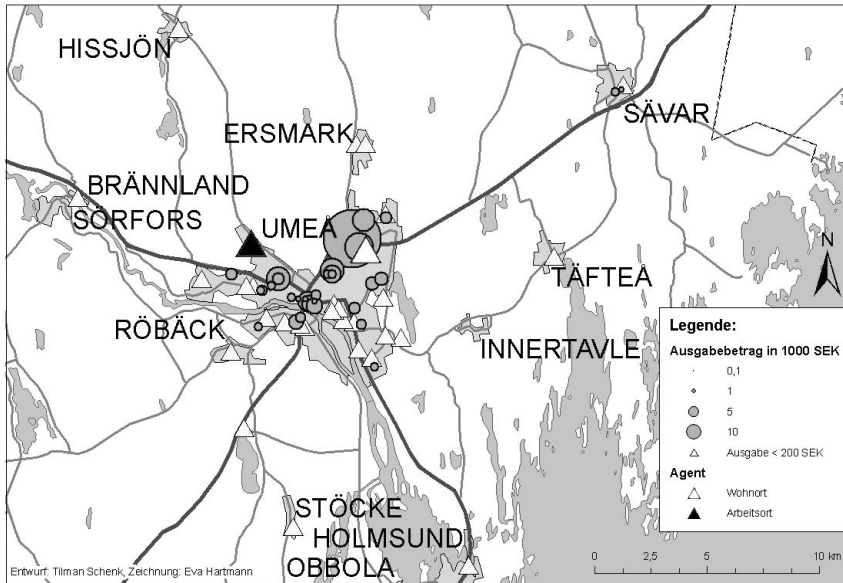 HISSJÖN
ERSMARK
SÄVAR
BRÄNNLAND
SÖRFORS
UMEÅ
N
TÄFTEÅ
RÖBÄCK
INNERTAVLE
Legende:
Ausgabebetrag in 1000 SEK
0,1
1
5
10
Ausgabe < 200 SEK
Agent
Wohnort
Arbeitsort
STÖCKE
HOLMSUND
OBBOLA
0 2,5 5 10 km
Entwurf: Tilman Schenk, Zeichnung: Eva Hartmann